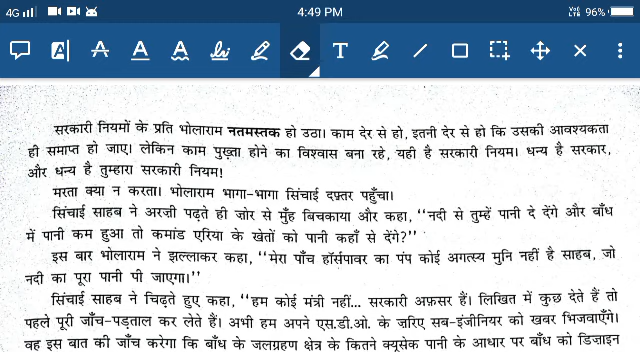 4G 4:49 PM VoD LTE 96%
A A A A T
सरकारी नियमों के प्रति भोलाराम नतमस्तक हो उठा। काम देर से हो, इतनी देर से हो कि उसकी आवश्यकता
ही समाप्त हो जाए। लेकिन काम पुख़्ता होने का विश्वास बना रहे, यही है सरकारी नियम। धन्य है सरकार,
और धन्य है तुम्हारा सरकारी नियम!
मरता क्या न करता। भोलाराम भागा-भागा सिंचाई दफ़्तर पहुँचा।
सिंचाई साहब ने अरज़ी पढ़ते ही जोर से मुँह बिचकाया और कहा, ‘‘नदी से तुम्हें पानी दे देंगे और बाँध
में पानी कम हुआ तो कमांड एरिया के खेतों को पानी कहाँ से देंगे?’’
इस बार भोलाराम ने झल्लाकर कहा, ‘‘मेरा पाँच हॉर्सपावर का पंप कोई अगस्त्य मुनि नहीं है साहब, जो
नदी का पूरा पानी पी जाएगा।’’
सिंचाई साहब ने चिढ़ते हुए कहा, ‘‘हम कोई मंत्री नहीं... सरकारी अफ़सर हैं। लिखित में कुछ देते हैं तो
पहले पूरी जाँच-पड़ताल कर लेते हैं। अभी हम अपने एस.डी.ओ. के जरिए सब-इंजीनियर को खबर भिजवाएँगे।
वह इस बात की जाँच करेगा कि बाँध के जलग्रहण क्षेत्र के कितने क्यूसेक पानी के आधार पर बाँध को डिज़ाइन